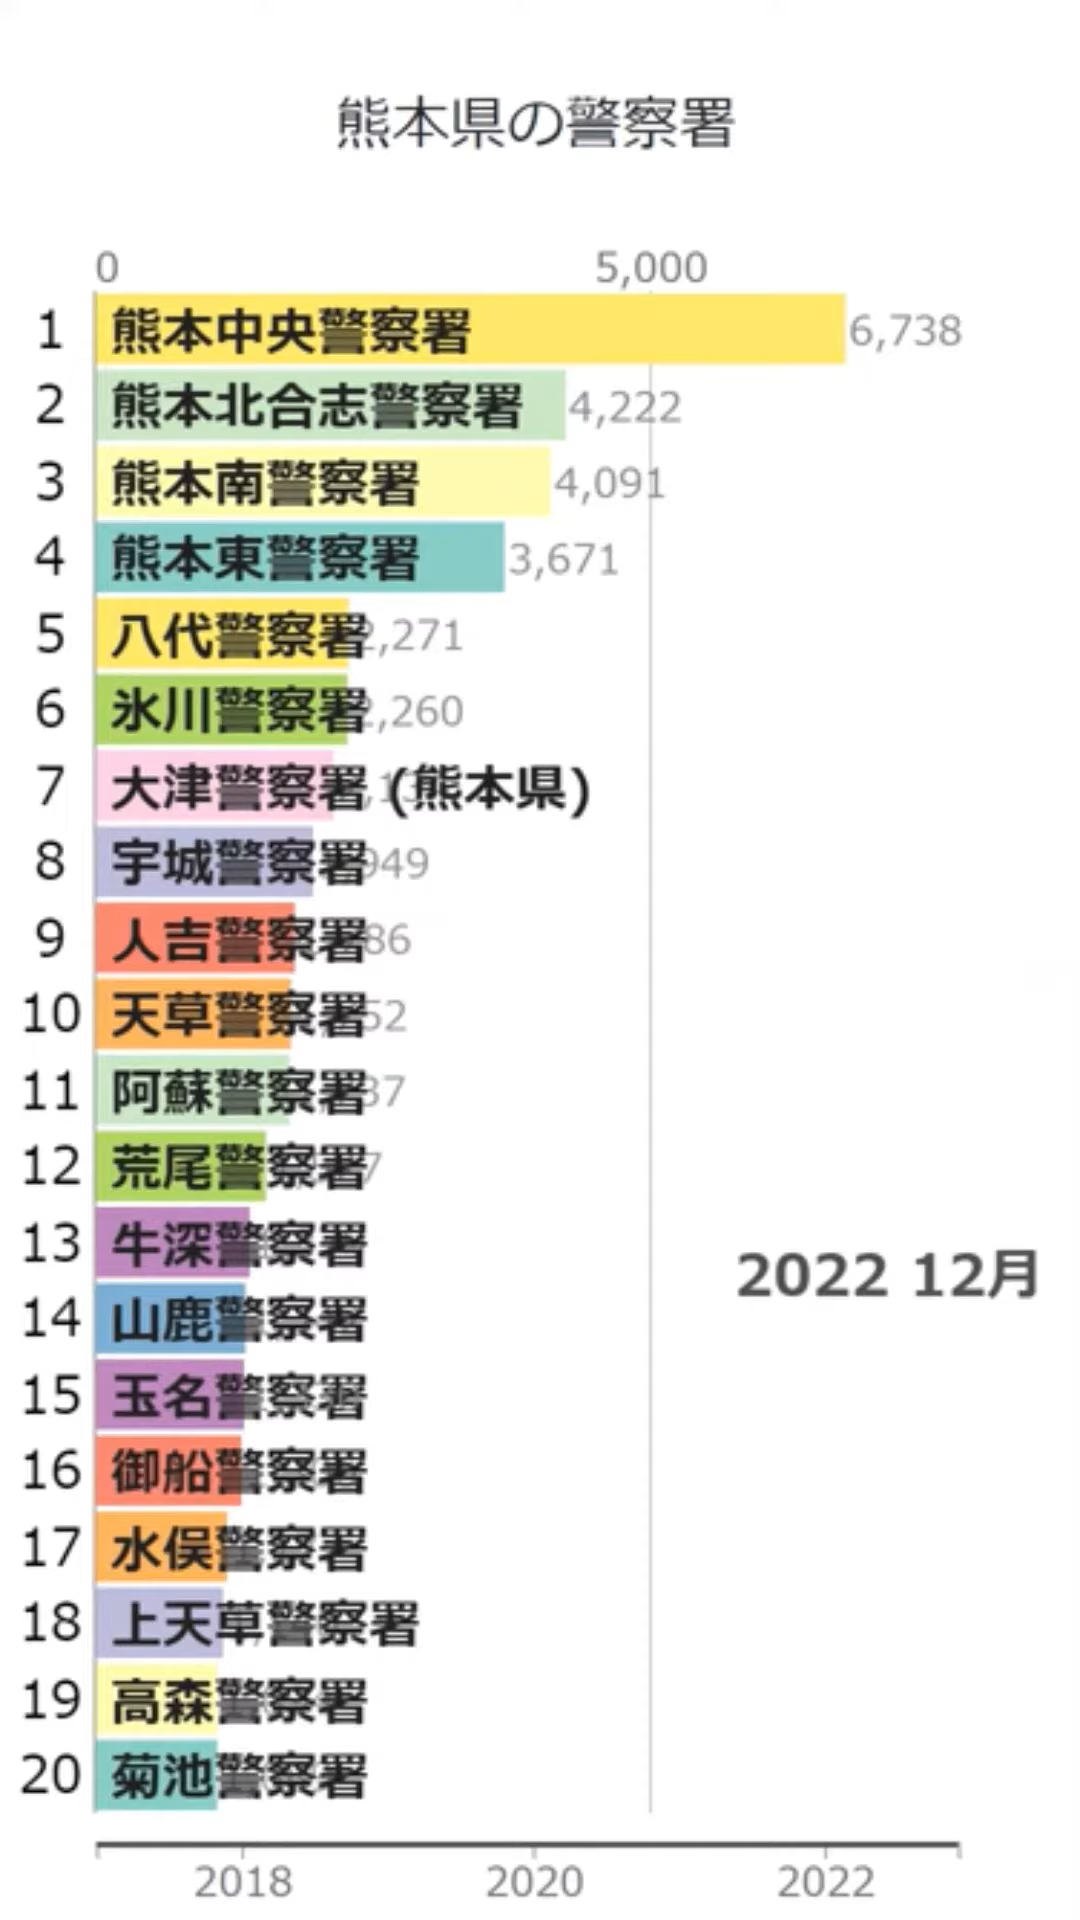 熊本県の警察署
0 5,000
1 熊本中央警察署 6,738
2 熊本北合志警察署 4,222
3 熊本南警察署 4,091
4 熊本東警察署 3,671
5 八代警察署 2,271
6 氷川警察署 2,260
7 大津警察署 (熊本県)
8 宇城警察署
9 人吉警察署
10 天草警察署
11 阿蘇警察署
12 荒尾警察署
13 牛深警察署
2022 12月
14 山鹿警察署
15 玉名警察署
16 御船警察署
17 水俣警察署
18 上天草警察署
19 高森警察署
20 菊池警察署
2018 2020 2022